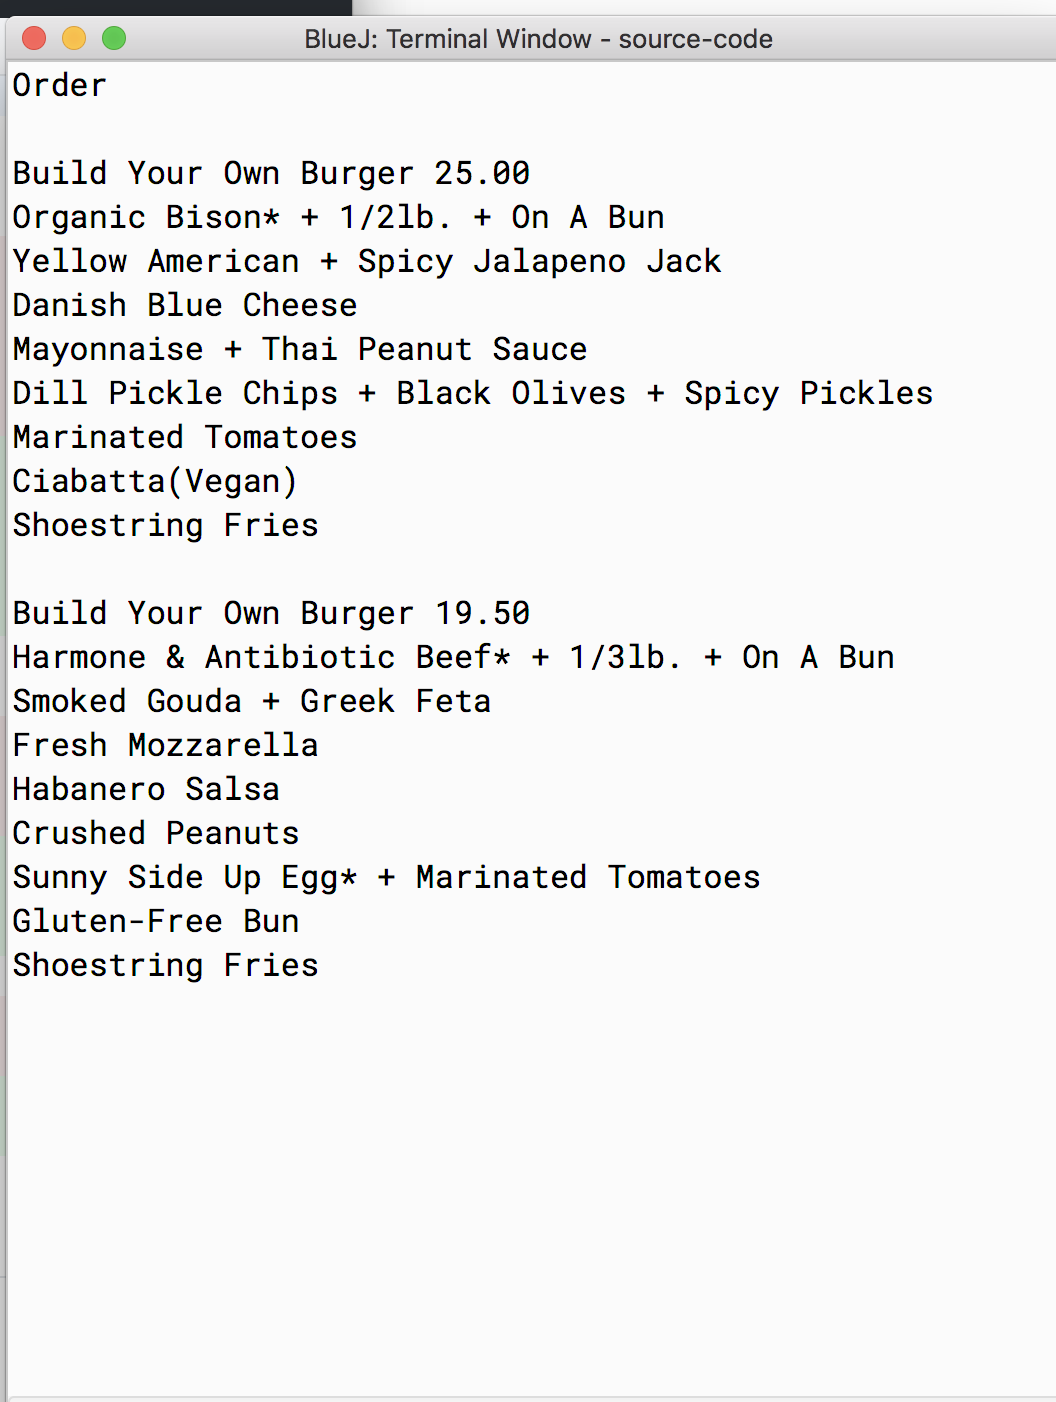 BlueJ: Terminal Window - source-code
Order
Build Your Own Burger 25.00
Organic Bison* + 1/2lb. + On A Bun
Yellow American + Spicy Jalapeno Jack
Danish Blue Cheese
Mayonnaise + Thai Peanut Sauce
Dill Pickle Chips + Black Olives + Spicy Pickles
Marinated Tomatoes
Ciabatta(Vegan)
Shoestring Fries
Build Your Own Burger 19.50
Harmone & Antibiotic Beef* + 1/3lb. + On A Bun
Smoked Gouda + Greek Feta
Fresh Mozzarella
Habanero Salsa
Crushed Peanuts
Sunny Side Up Egg* + Marinated Tomatoes
Gluten-Free Bun
Shoestring Fries